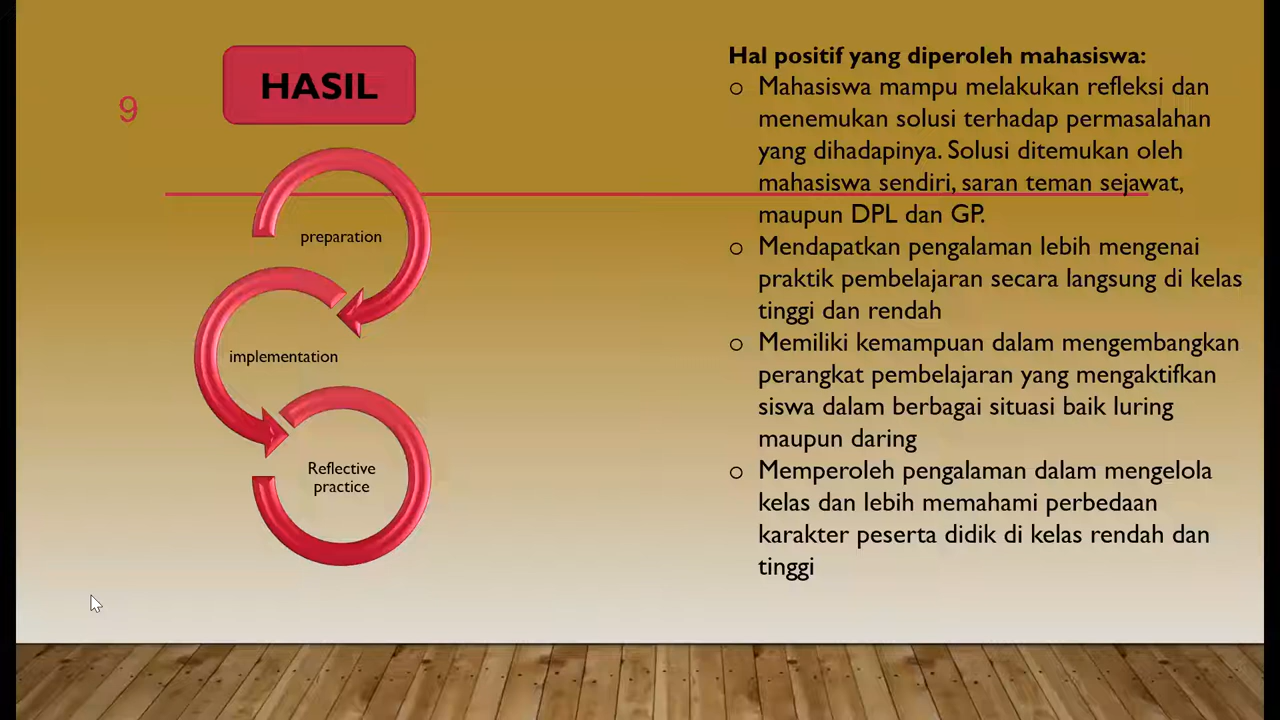 HASIL
9
preparation
implementation
Reflective
practice
Hal positif yang diperoleh mahasiswa:
o Mahasiswa mampu melakukan refleksi dan
menemukan solusi terhadap permasalahan
yang dihadapinya. Solusi ditemukan oleh
mahasiswa sendiri, saran teman sejawat,
maupun DPL dan GP.
o Mendapatkan pengalaman lebih mengenai
praktik pembelajaran secara langsung di kelas
tinggi dan rendah
o Memiliki kemampuan dalam mengembangkan
perangkat pembelajaran yang mengaktifkan
siswa dalam berbagai situasi baik luring
maupun daring
o Memperoleh pengalaman dalam mengelola
kelas dan lebih memahami perbedaan
karakter peserta didik di kelas rendah dan
tinggi